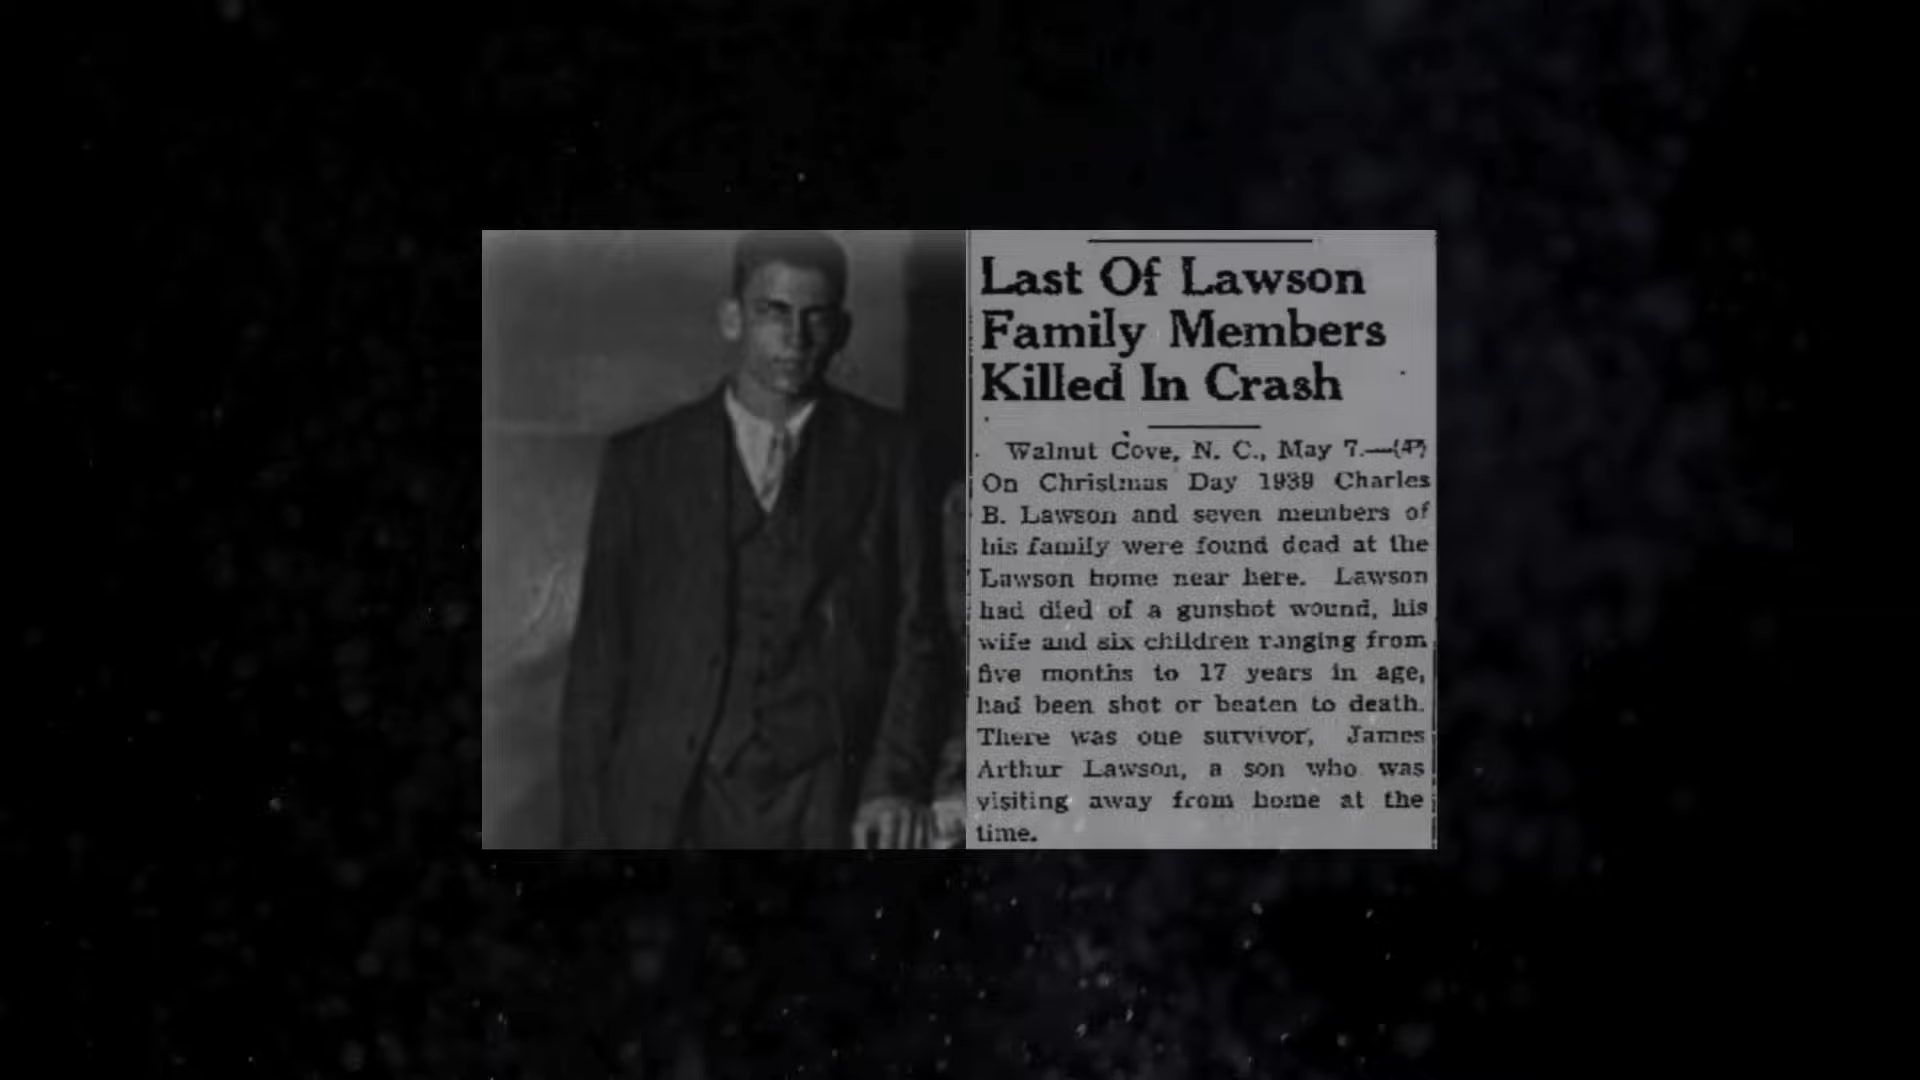 Last Of Lawson
Family Members
Killed In Crash
Walnut Cove, N. C., May 7.—(AP)
On Christmas Day 1939 Charles
B. Lawson and seven members of
his family were found dead at the
Lawson home near here. Lawson
had died of a gunshot wound, his
wife and six children ranging from
five months to 17 years in age,
had been shot or beaten to death.
There was one survivor, James
Arthur Lawson, a son who was
visiting away from home at the
time.